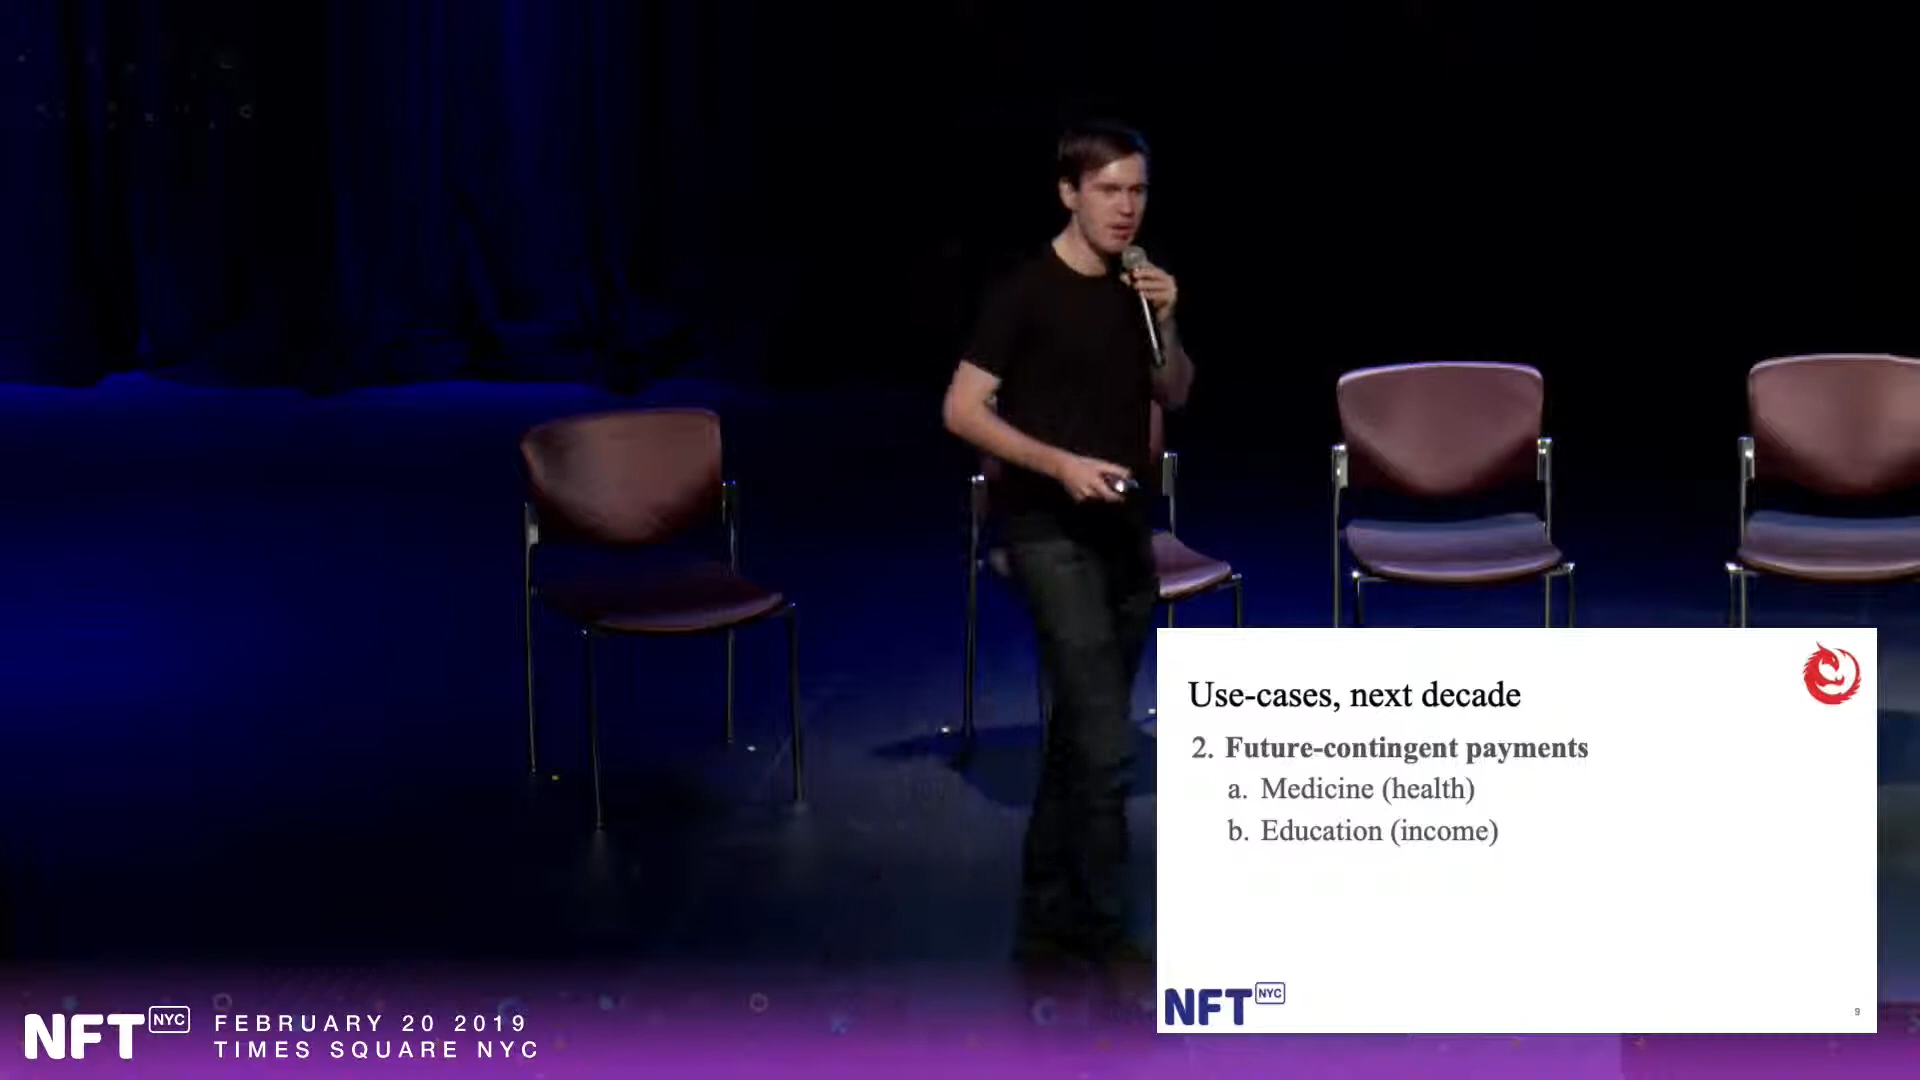 Use-cases, next decade
2. Future-contingent payments
a. Medicine (health)
b. Education (income)
NFT NYC
9
NFT NYC
FEBRUARY 20 2019
TIMES SQUARE NYC